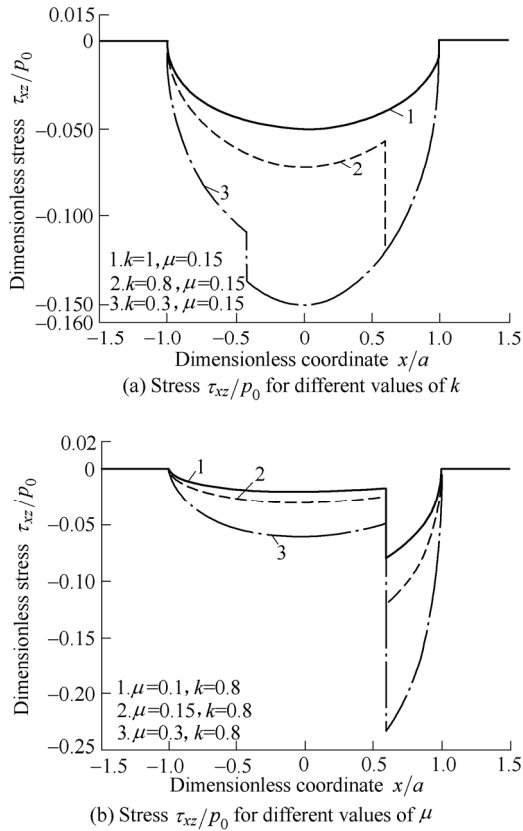 0.015
0
−0.050
−0.100
−0.150
−0.160
Dimensionless stress τxz/p0
1
2
3
1.k=1, μ=0.15
2.k=0.8, μ=0.15
3.k=0.3, μ=0.15
−1.5 −1.0 −0.5 0 0.5 1.0 1.5
Dimensionless coordinate x/a
(a) Stress τxz/p0 for different values of k
0.02
0
−0.05
−0.10
−0.15
−0.20
−0.25
Dimensionless stress τxz/p0
1
2
3
1.μ=0.1, k=0.8
2.μ=0.15, k=0.8
3.μ=0.3, k=0.8
−1.5 −1.0 −0.5 0 0.5 1.0 1.5
Dimensionless coordinate x/a
(b) Stress τxz/p0 for different values of μ